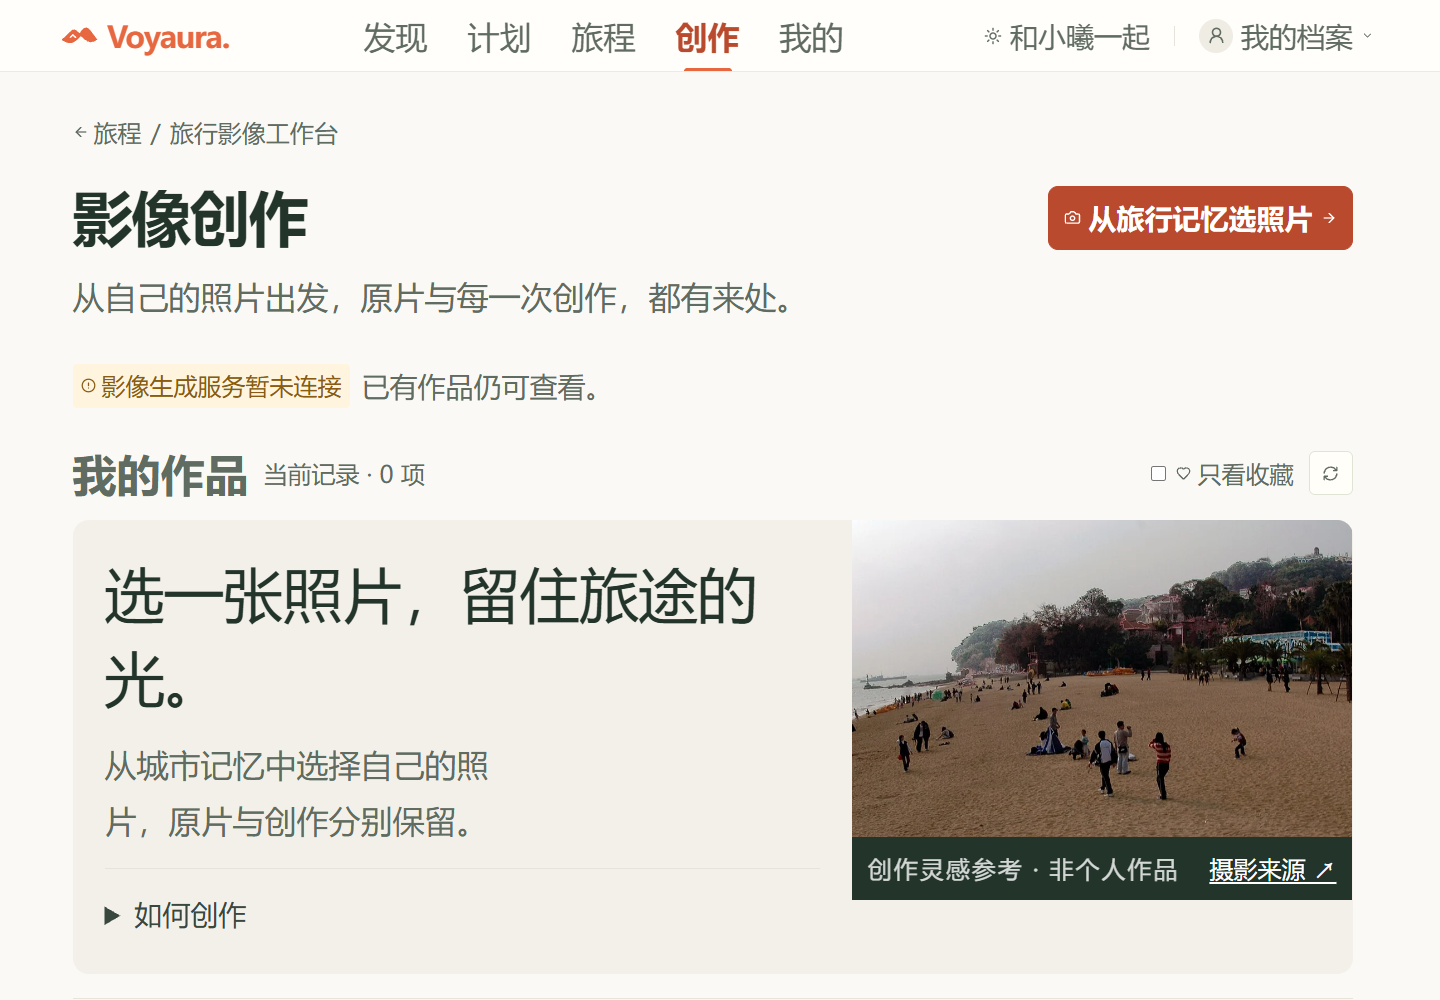 Voyaura.
发现 计划 旅程 创作 我的
和小曦一起
我的档案
旅程 / 旅行影像工作台
影像创作
从旅行记忆选照片
从自己的照片出发，原片与每一次创作，都有来处。
影像生成服务暂未连接 已有作品仍可查看。
我的作品 当前记录 · 0 项
只看收藏
选一张照片，留住旅途的
光。
从城市记忆中选择自己的照
片，原片与创作分别保留。
如何创作
创作灵感参考 · 非个人作品 摄影来源 ↗